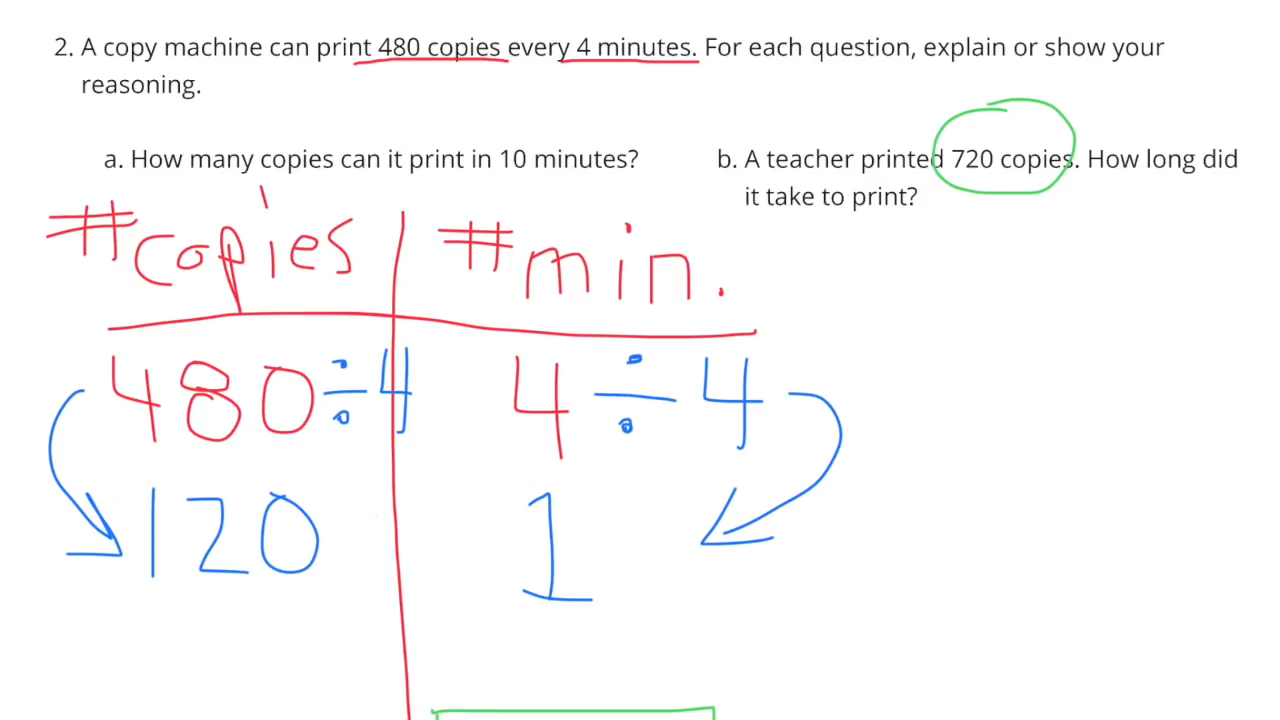 2. A copy machine can print 480 copies every 4 minutes. For each question, explain or show your
reasoning.
a. How many copies can it print in 10 minutes?
b. A teacher printed 720 copies. How long did
it take to print?
#copies #min.
480÷4 4÷4
120 1